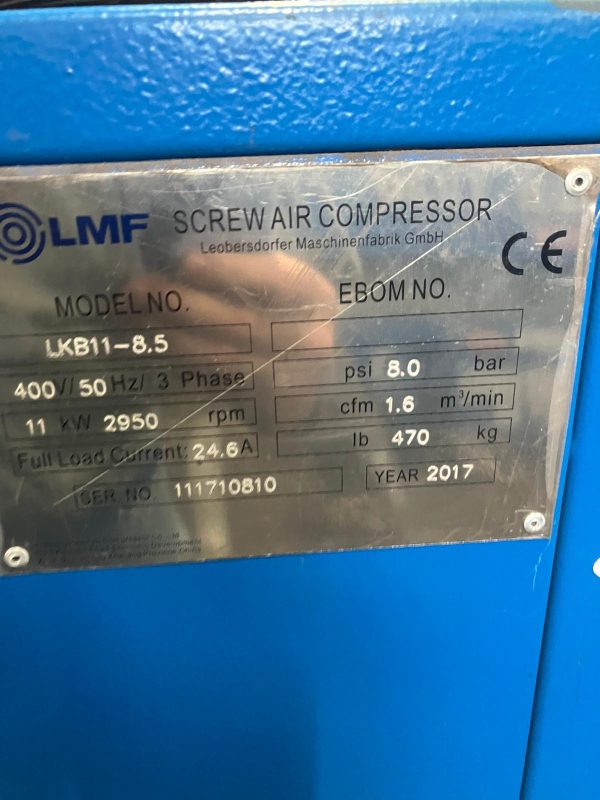 LMF SCREW AIR COMPRESSOR
Leobersdorfer Maschinenfabrik GmbH
CE
MODEL NO.
LKB11-8.5
400V/50Hz/ 3 Phase
11 kW 2950 rpm
Full Load Current: 24.6A
SER NO. 111710810
EBOM NO.
psi 8.0 bar
cfm 1.6 m³/min
lb 470 kg
YEAR 2017